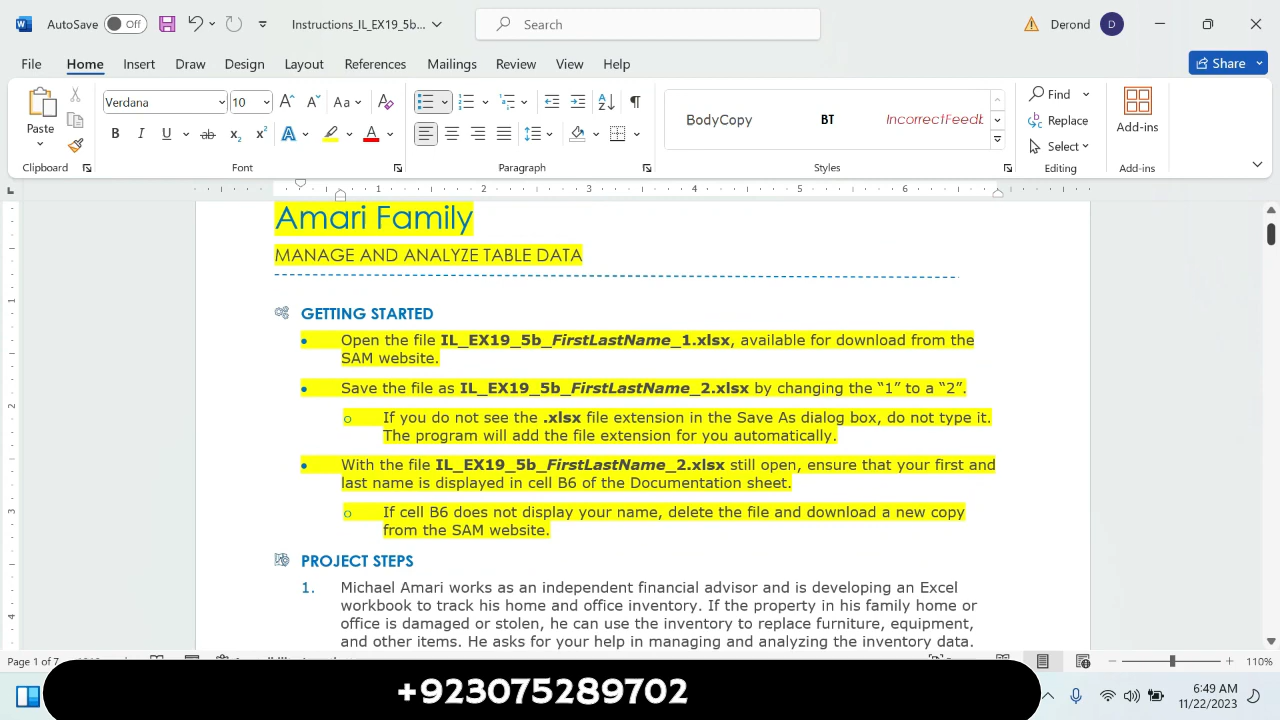 AutoSave Off Instructions_IL_EX19_5b... Search Derond D
File Home Insert Draw Design Layout References Mailings Review View Help Share
Paste Verdana 10 Aa BodyCopy BT IncorrectFeedb Find Replace Select Add-ins
Clipboard Font Paragraph Styles Editing Add-ins
1 2 3 4 5 6
Amari Family
MANAGE AND ANALYZE TABLE DATA
GETTING STARTED
• Open the file IL_EX19_5b_FirstLastName_1.xlsx, available for download from the
SAM website.
• Save the file as IL_EX19_5b_FirstLastName_2.xlsx by changing the “1” to a “2”.
o If you do not see the .xlsx file extension in the Save As dialog box, do not type it.
The program will add the file extension for you automatically.
• With the file IL_EX19_5b_FirstLastName_2.xlsx still open, ensure that your first and
last name is displayed in cell B6 of the Documentation sheet.
o If cell B6 does not display your name, delete the file and download a new copy
from the SAM website.
PROJECT STEPS
1. Michael Amari works as an independent financial advisor and is developing an Excel
workbook to track his home and office inventory. If the property in his family home or
office is damaged or stolen, he can use the inventory to replace furniture, equipment,
and other items. He asks for your help in managing and analyzing the inventory data.
Page 1 of 7 110%
+923075289702
6:49 AM
11/22/2023